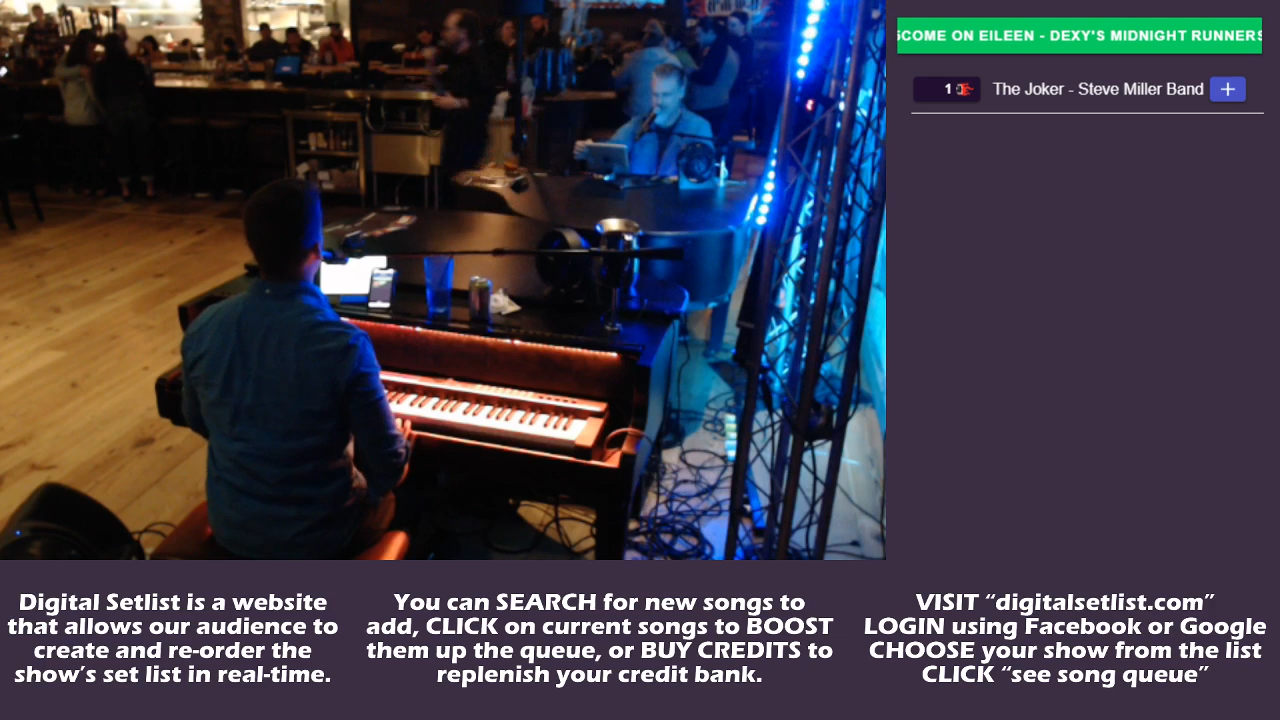 COME ON EILEEN - DEXY'S MIDNIGHT RUNNERS
1
The Joker - Steve Miller Band +
Digital Setlist is a website
that allows our audience to
create and re-order the
show's set list in real-time.
You can SEARCH for new songs to
add, CLICK on current songs to BOOST
them up the queue, or BUY CREDITS to
replenish your credit bank.
VISIT “digitalsetlist.com”
LOGIN using Facebook or Google
CHOOSE your show from the list
CLICK “see song queue”